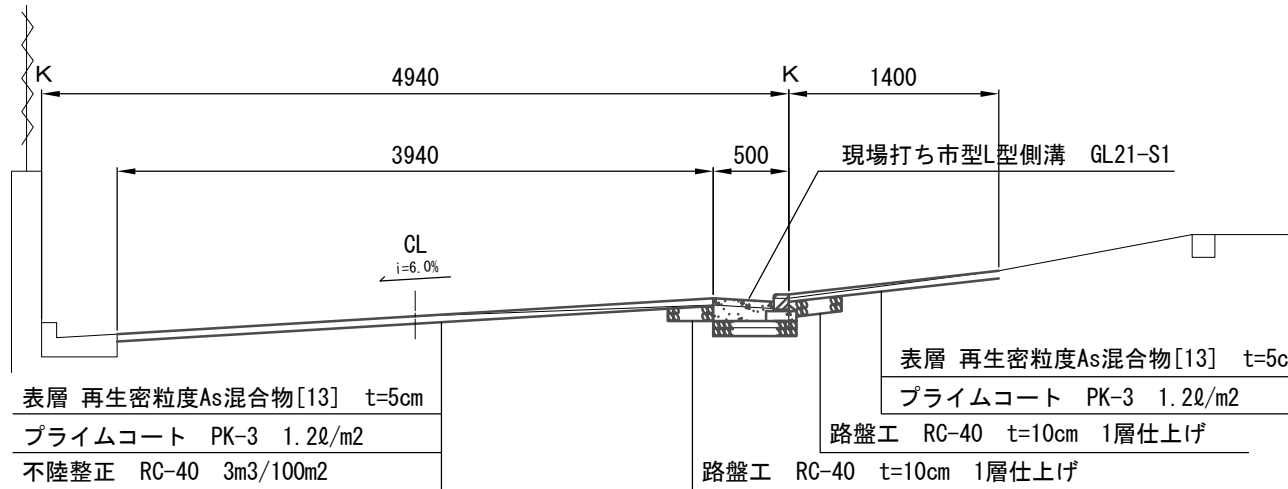 K
4940
K
1400
3940
500
現場打ち市型L型側溝 GL21-S1
CL
i=6.0%
表層 再生密粒度As混合物[13] t=5cm
プライムコート PK-3 1.2ℓ/m2
不陸整正 RC-40 3m3/100m2
表層 再生密粒度As混合物[13] t=5c
プライムコート PK-3 1.2ℓ/m2
路盤工 RC-40 t=10cm 1層仕上げ
路盤工 RC-40 t=10cm 1層仕上げ